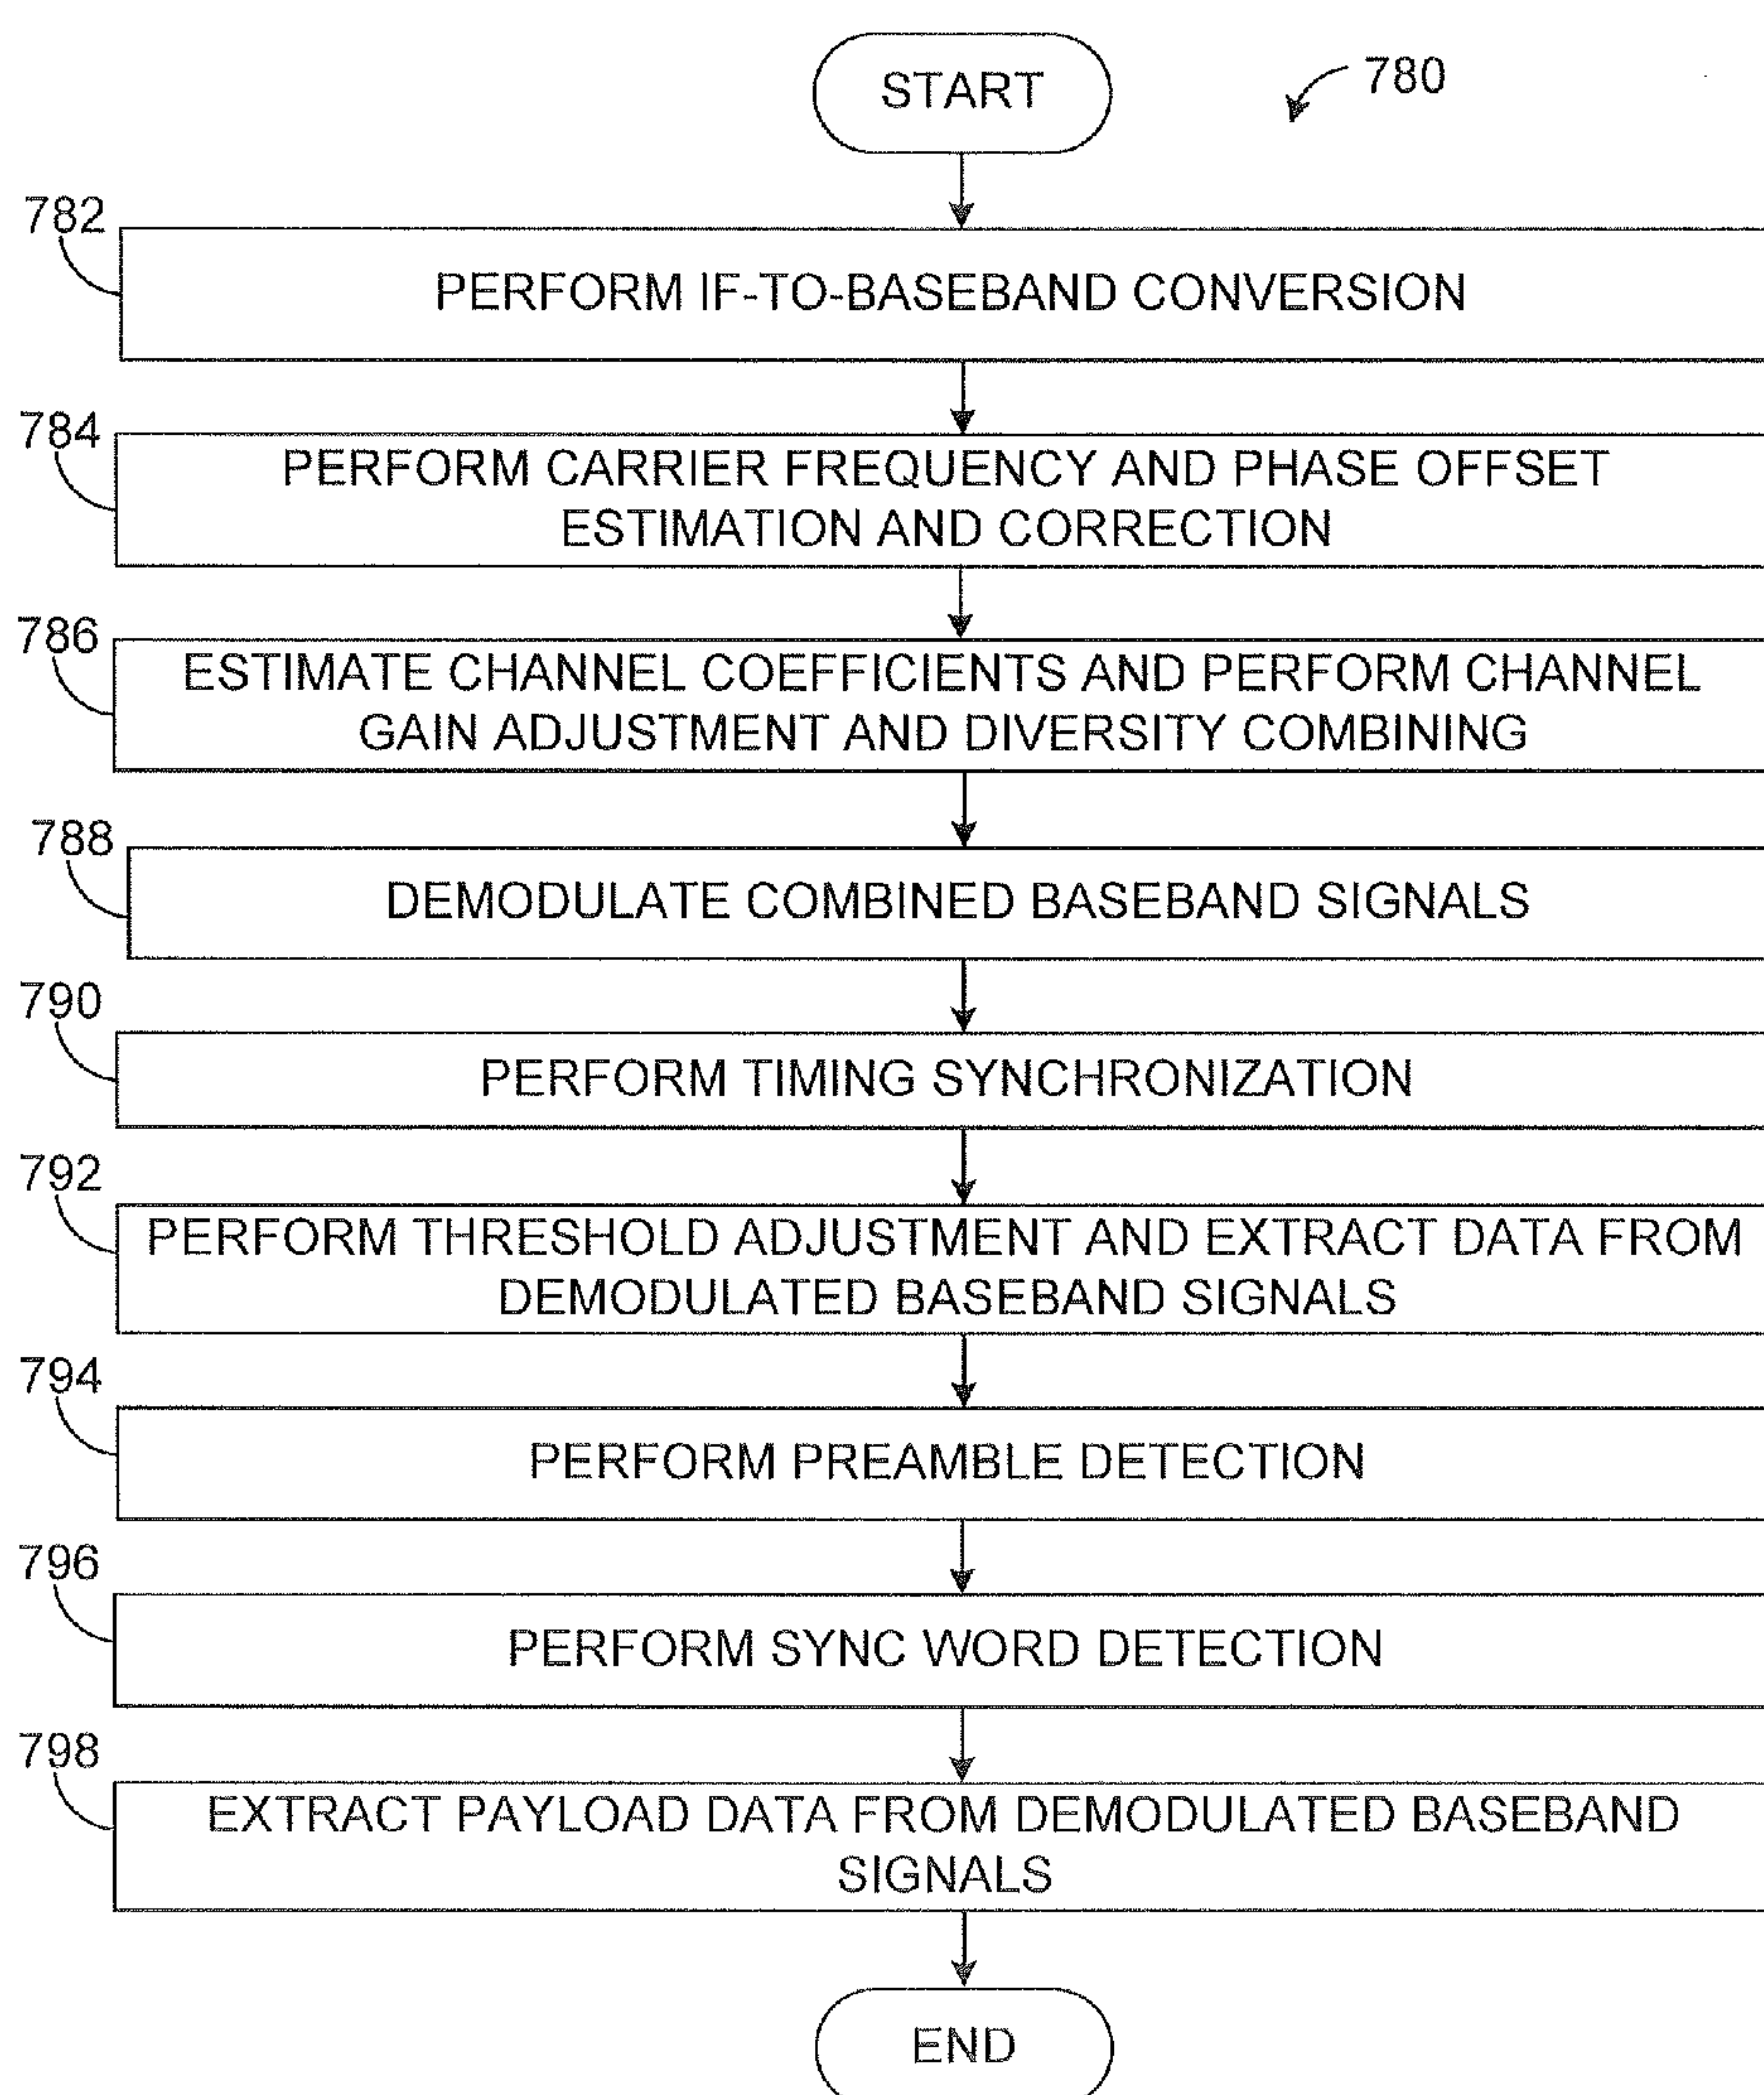 START
780
782
PERFORM IF-TO-BASEBAND CONVERSION
784
PERFORM CARRIER FREQUENCY AND PHASE OFFSET
ESTIMATION AND CORRECTION
786
ESTIMATE CHANNEL COEFFICIENTS AND PERFORM CHANNEL
GAIN ADJUSTMENT AND DIVERSITY COMBINING
788
DEMODULATE COMBINED BASEBAND SIGNALS
790
PERFORM TIMING SYNCHRONIZATION
792
PERFORM THRESHOLD ADJUSTMENT AND EXTRACT DATA FROM
DEMODULATED BASEBAND SIGNALS
794
PERFORM PREAMBLE DETECTION
796
PERFORM SYNC WORD DETECTION
798
EXTRACT PAYLOAD DATA FROM DEMODULATED BASEBAND
SIGNALS
END